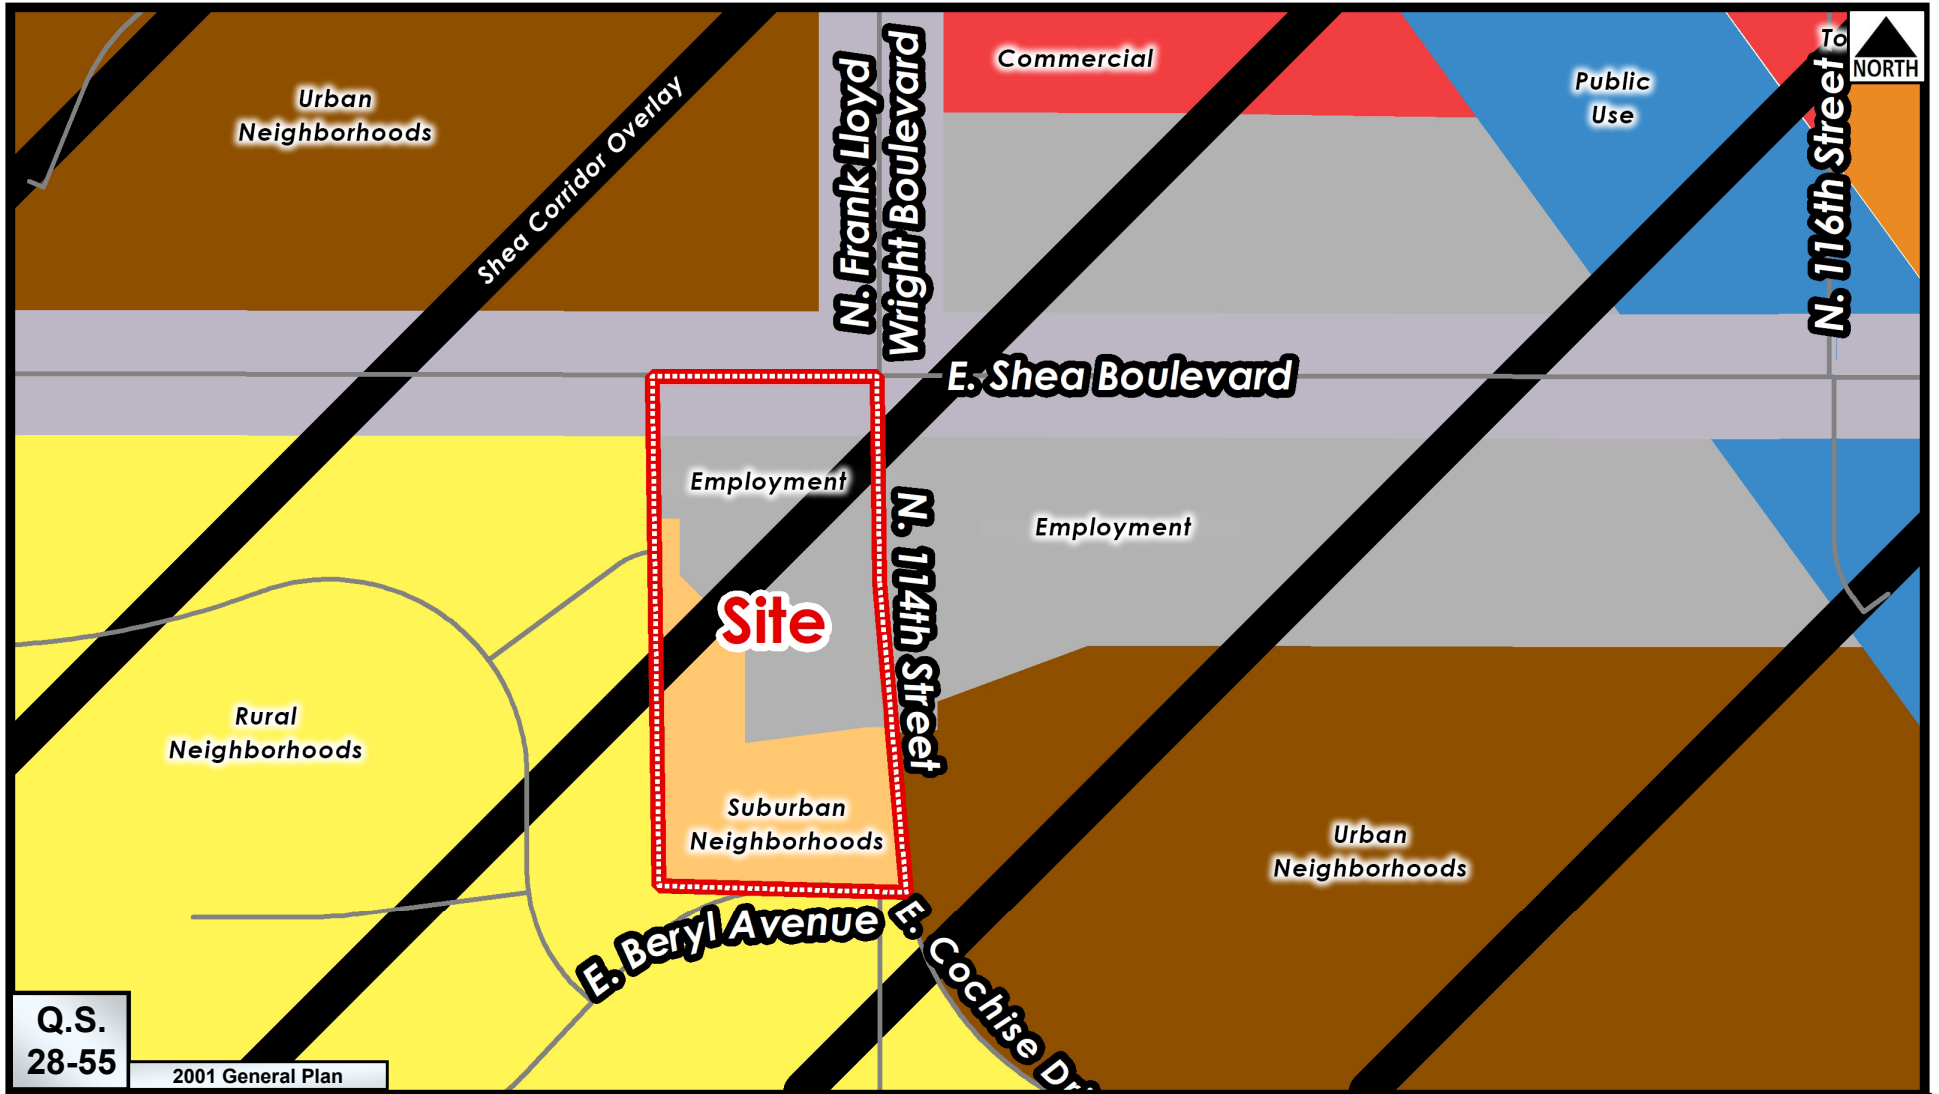 Urban
Neighborhoods
Shea Corridor Overlay
N. Frank Lloyd
Wright Boulevard
Commercial
Public
Use
To
NORTH
N. 116th Street
E. Shea Boulevard
Employment
Employment
N. 114th Street
Site
Rural
Neighborhoods
Suburban
Neighborhoods
Urban
Neighborhoods
E. Beryl Avenue
E. Cochise Dri
Q.S.
28-55
2001 General Plan